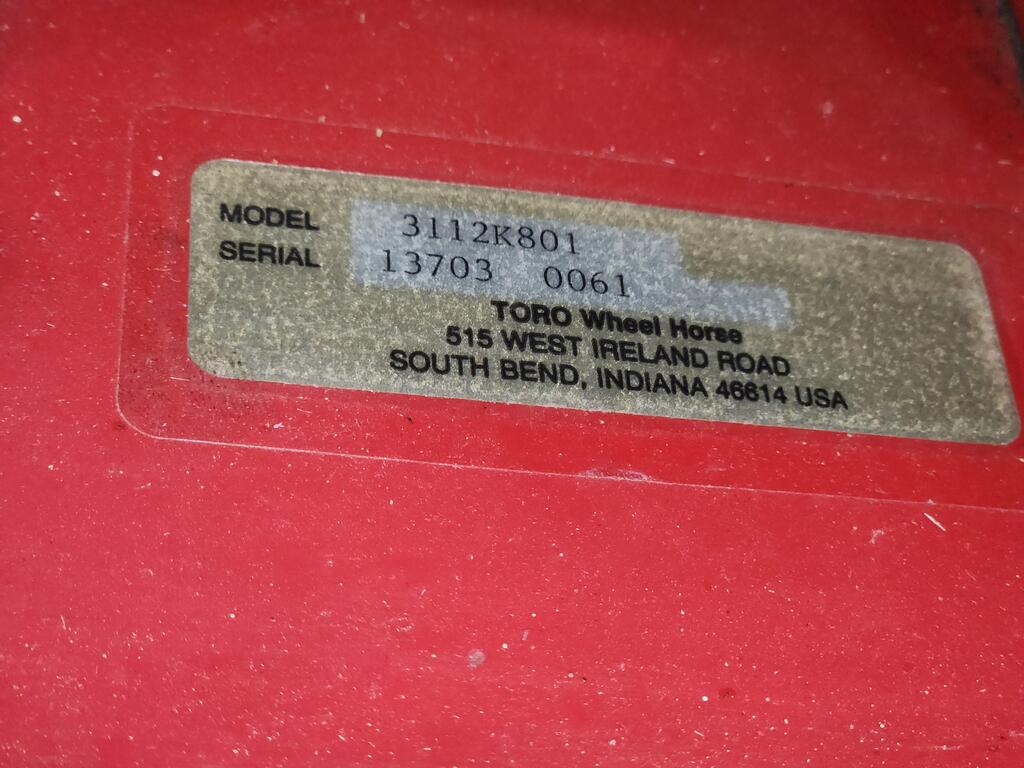 MODEL 3112K801
SERIAL 13703 0061
TORO Wheel Horse
515 WEST IRELAND ROAD
SOUTH BEND, INDIANA 46614 USA